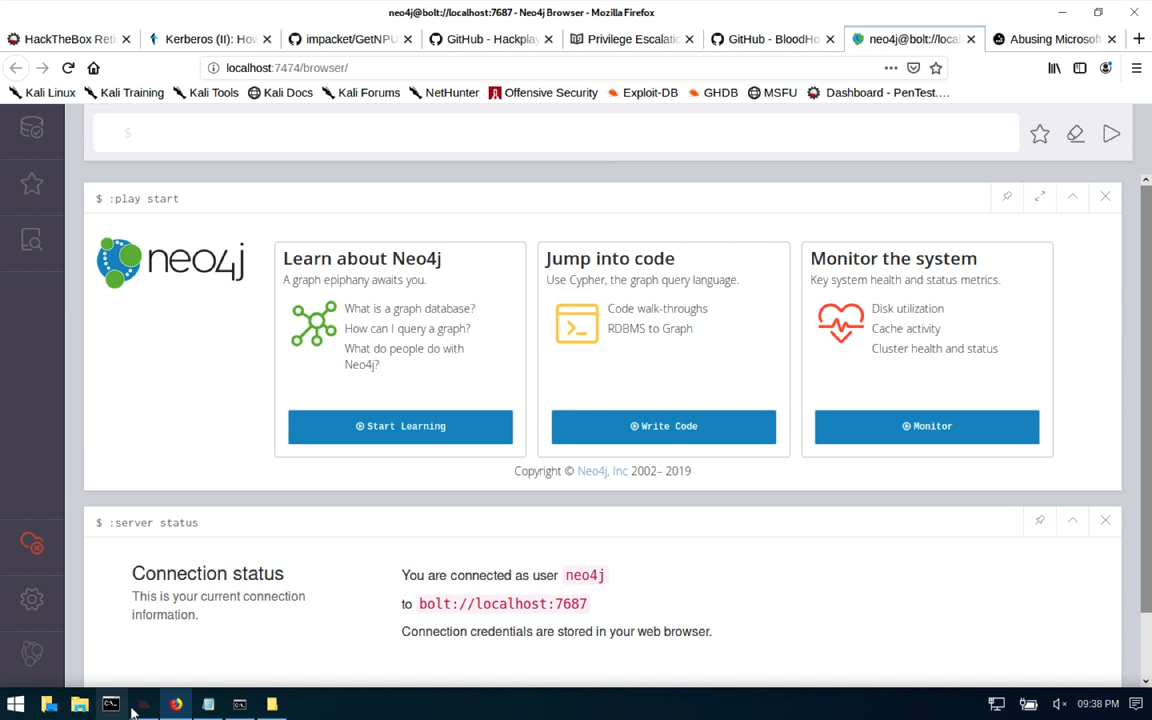 neo4j@bolt://localhost:7687 - Neo4j Browser - Mozilla Firefox
HackTheBox Reti
Kerberos (II): How
impacket/GetNPU
GitHub - Hackplay
Privilege Escalatio
GitHub - BloodHo
neo4j@bolt://local
Abusing Microsof
localhost:7474/browser/
Kali Linux
Kali Training
Kali Tools
Kali Docs
Kali Forums
NetHunter
Offensive Security
Exploit-DB
GHDB
MSFU
Dashboard - PenTest.…
$
$ :play start
neo4j
Learn about Neo4j
A graph epiphany awaits you.
What is a graph database?
How can I query a graph?
What do people do with
Neo4j?
Start Learning
Jump into code
Use Cypher, the graph query language.
Code walk-throughs
RDBMS to Graph
Write Code
Monitor the system
Key system health and status metrics.
Disk utilization
Cache activity
Cluster health and status
Monitor
Copyright © Neo4j, Inc 2002– 2019
$ :server status
Connection status
This is your current connection
information.
You are connected as user neo4j
to bolt://localhost:7687
Connection credentials are stored in your web browser.
09:38 PM